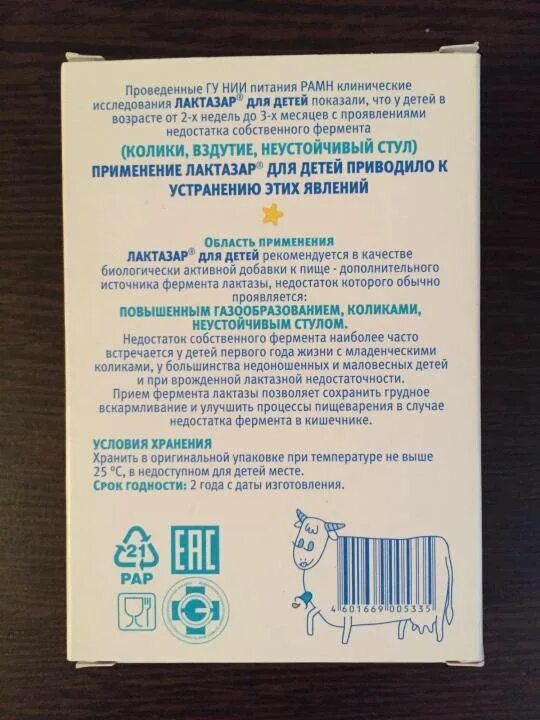 Проведенные ГУ НИИ питания РАМН клинические
исследования ЛАКТАЗАР® ДЛЯ ДЕТЕЙ показали, что у детей в
возрасте от 2-х недель до 3-х месяцев с проявлениями
недостатка собственного фермента
(КОЛИКИ, ВЗДУТИЕ, НЕУСТОЙЧИВЫЙ СТУЛ)
ПРИМЕНЕНИЕ ЛАКТАЗАР® ДЛЯ ДЕТЕЙ ПРИВОДИЛО К
УСТРАНЕНИЮ ЭТИХ ЯВЛЕНИЙ
ОБЛАСТЬ ПРИМЕНЕНИЯ
ЛАКТАЗАР® ДЛЯ ДЕТЕЙ рекомендуется в качестве
биологически активной добавки к пище - дополнительного
источника фермента лактазы, недостаток которого обычно
проявляется:
ПОВЫШЕННЫМ ГАЗООБРАЗОВАНИЕМ, КОЛИКАМИ,
НЕУСТОЙЧИВЫМ СТУЛОМ.
Недостаток собственного фермента наиболее часто
встречается у детей первого года жизни с младенческими
коликами, у большинства недоношенных и маловесных детей
и при врожденной лактазной недостаточности.
Прием фермента лактазы позволяет сохранить грудное
вскармливание и улучшить процессы пищеварения в случае
недостатка фермента в кишечнике.
УСЛОВИЯ ХРАНЕНИЯ
Хранить в оригинальной упаковке при температуре не выше
25 °С, в недоступном для детей месте.
СРОК ГОДНОСТИ: 2 года с даты изготовления.
21
PAP
EAC
4 601669 005335